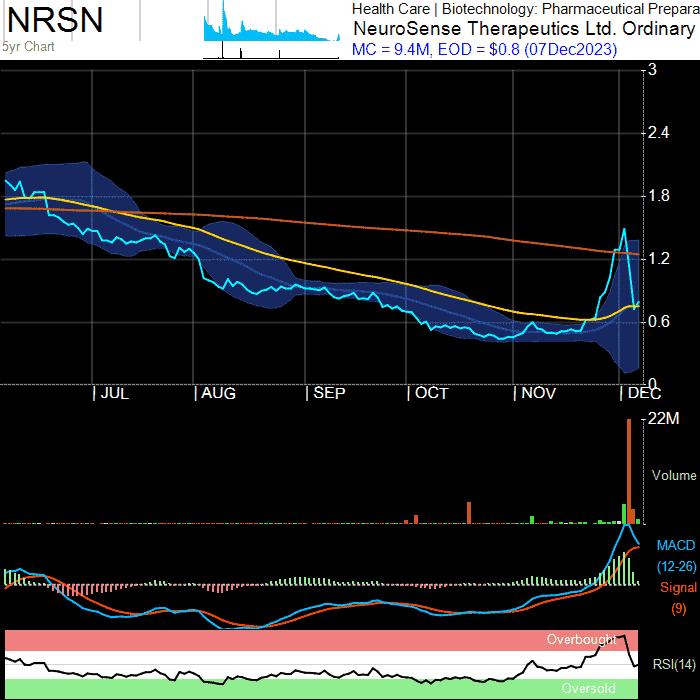 NRSN
5yr Chart
Health Care | Biotechnology: Pharmaceutical Prepara
NeuroSense Therapeutics Ltd. Ordinary
MC = 9.4M, EOD = $0.8 (07Dec2023)
3
2.4
1.8
1.2
0.6
0
| JUL | AUG | SEP | OCT | NOV | DEC
22M
Volume
MACD
(12-26)
Signal
(9)
Overbought
RSI(14)
Oversold